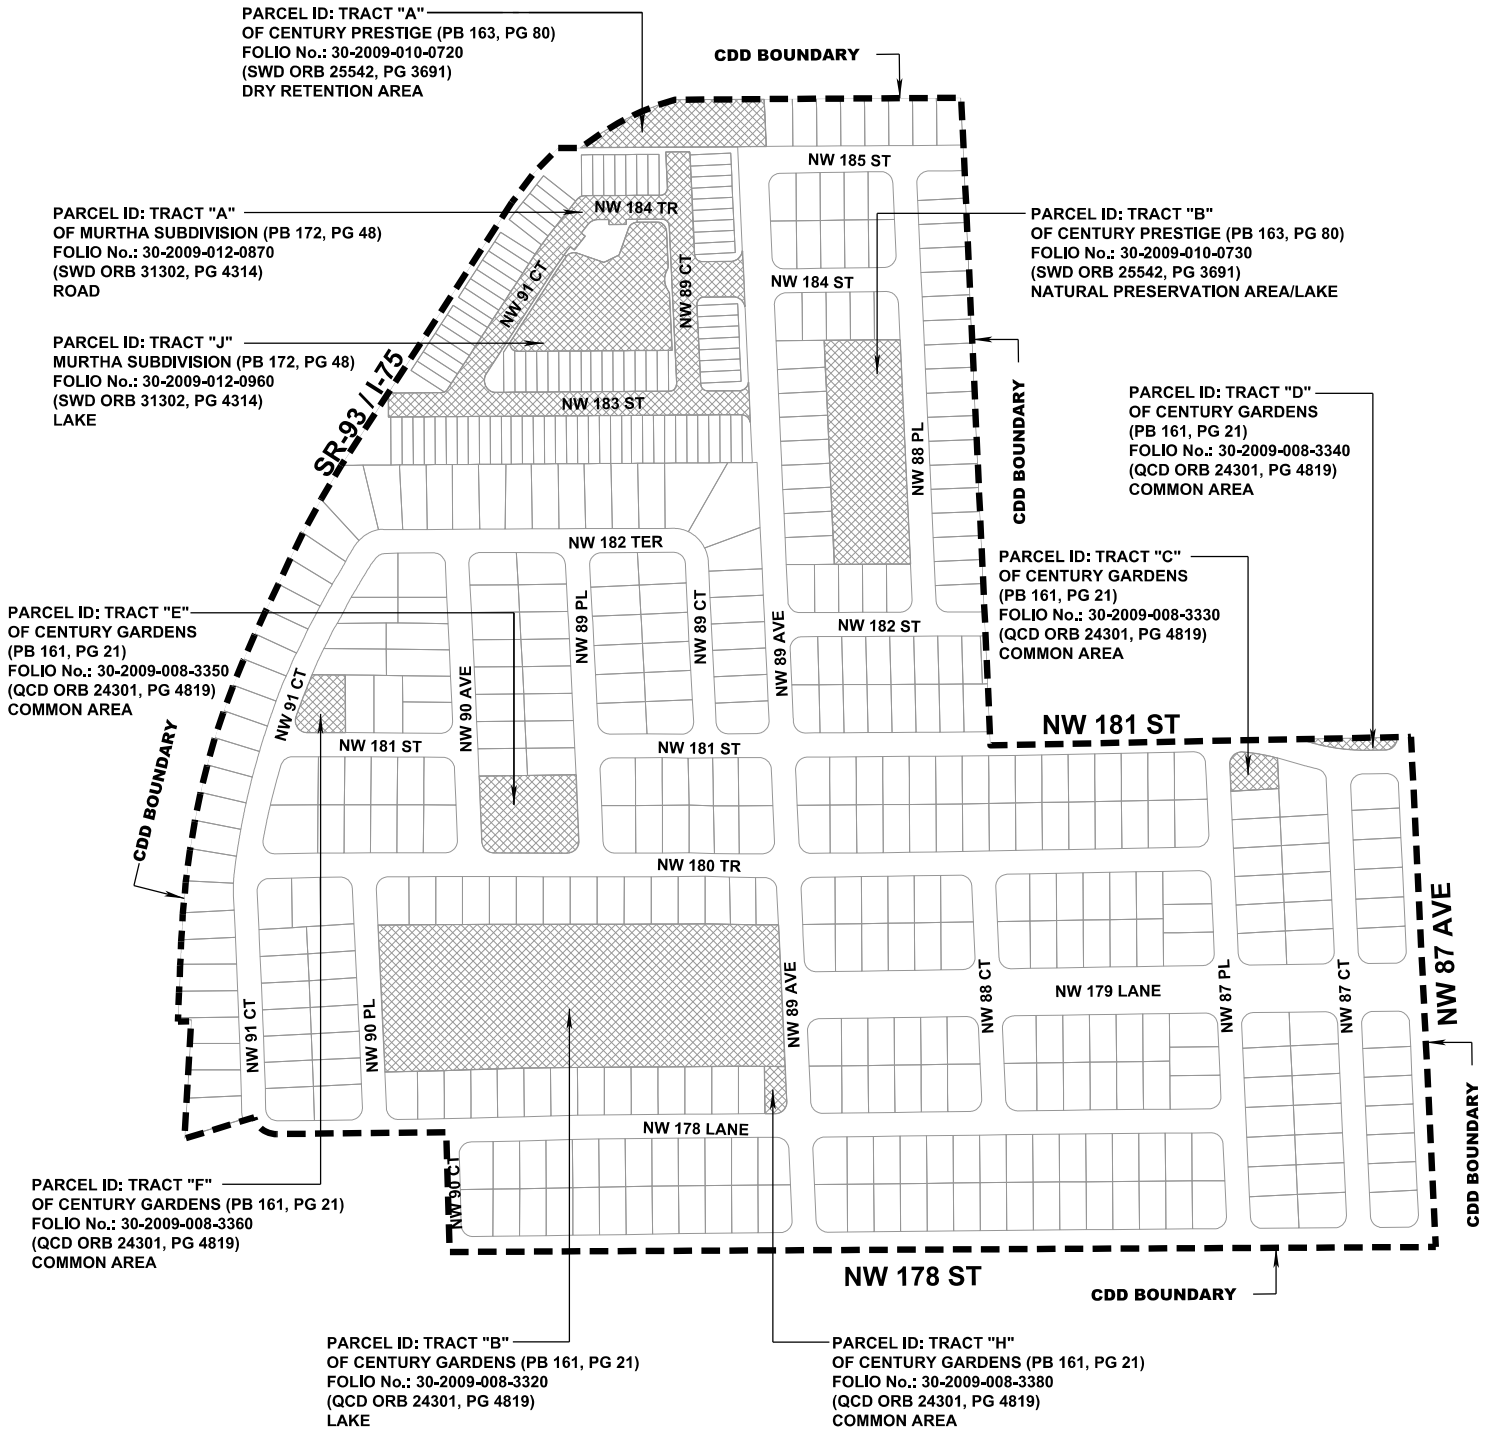 PARCEL ID: TRACT "A"
OF CENTURY PRESTIGE (PB 163, PG 80)
FOLIO No.: 30-2009-010-0720
(SWD ORB 25542, PG 3691)
DRY RETENTION AREA
CDD BOUNDARY
NW 185 ST
PARCEL ID: TRACT "A"
OF MURTHA SUBDIVISION (PB 172, PG 48)
FOLIO No.: 30-2009-012-0870
(SWD ORB 31302, PG 4314)
ROAD
NW 184 TR
PARCEL ID: TRACT "B"
OF CENTURY PRESTIGE (PB 163, PG 80)
FOLIO No.: 30-2009-010-0730
(SWD ORB 25542, PG 3691)
NATURAL PRESERVATION AREA/LAKE
NW 91 CT
NW 89 CT
NW 184 ST
PARCEL ID: TRACT "J"
MURTHA SUBDIVISION (PB 172, PG 48)
FOLIO No.: 30-2009-012-0960
(SWD ORB 31302, PG 4314)
LAKE
SR-93 / I-75
NW 183 ST
NW 88 PL
CDD BOUNDARY
PARCEL ID: TRACT "D"
OF CENTURY GARDENS
(PB 161, PG 21)
FOLIO No.: 30-2009-008-3340
(QCD ORB 24301, PG 4819)
COMMON AREA
NW 182 TER
PARCEL ID: TRACT "C"
OF CENTURY GARDENS
(PB 161, PG 21)
FOLIO No.: 30-2009-008-3330
(QCD ORB 24301, PG 4819)
COMMON AREA
PARCEL ID: TRACT "E"
OF CENTURY GARDENS
(PB 161, PG 21)
FOLIO No.: 30-2009-008-3350
(QCD ORB 24301, PG 4819)
COMMON AREA
NW 91 CT
NW 90 AVE
NW 89 PL
NW 89 CT
NW 89 AVE
NW 182 ST
NW 181 ST
NW 181 ST
NW 181 ST
CDD BOUNDARY
NW 180 TR
NW 91 CT
NW 90 PL
NW 89 AVE
NW 88 CT
NW 179 LANE
NW 87 PL
NW 87 CT
NW 87 AVE
CDD BOUNDARY
NW 178 LANE
NW 90 CT
PARCEL ID: TRACT "F"
OF CENTURY GARDENS (PB 161, PG 21)
FOLIO No.: 30-2009-008-3360
(QCD ORB 24301, PG 4819)
COMMON AREA
NW 178 ST
CDD BOUNDARY
PARCEL ID: TRACT "B"
OF CENTURY GARDENS (PB 161, PG 21)
FOLIO No.: 30-2009-008-3320
(QCD ORB 24301, PG 4819)
LAKE
PARCEL ID: TRACT "H"
OF CENTURY GARDENS (PB 161, PG 21)
FOLIO No.: 30-2009-008-3380
(QCD ORB 24301, PG 4819)
COMMON AREA